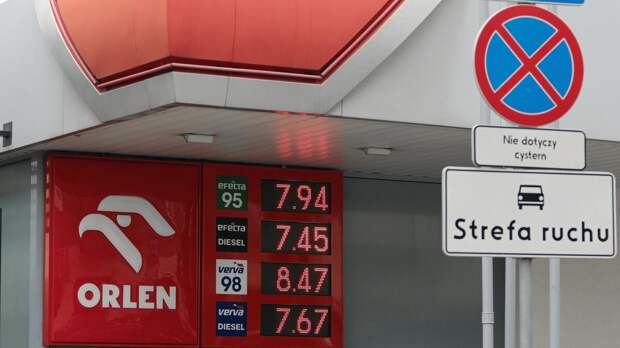 ORLEN
efecta
95
7.94
efecta
DIESEL
7.45
verva
98
8.47
verva
DIESEL
7.67
Nie dotyczy
cystern
Strefa ruchu